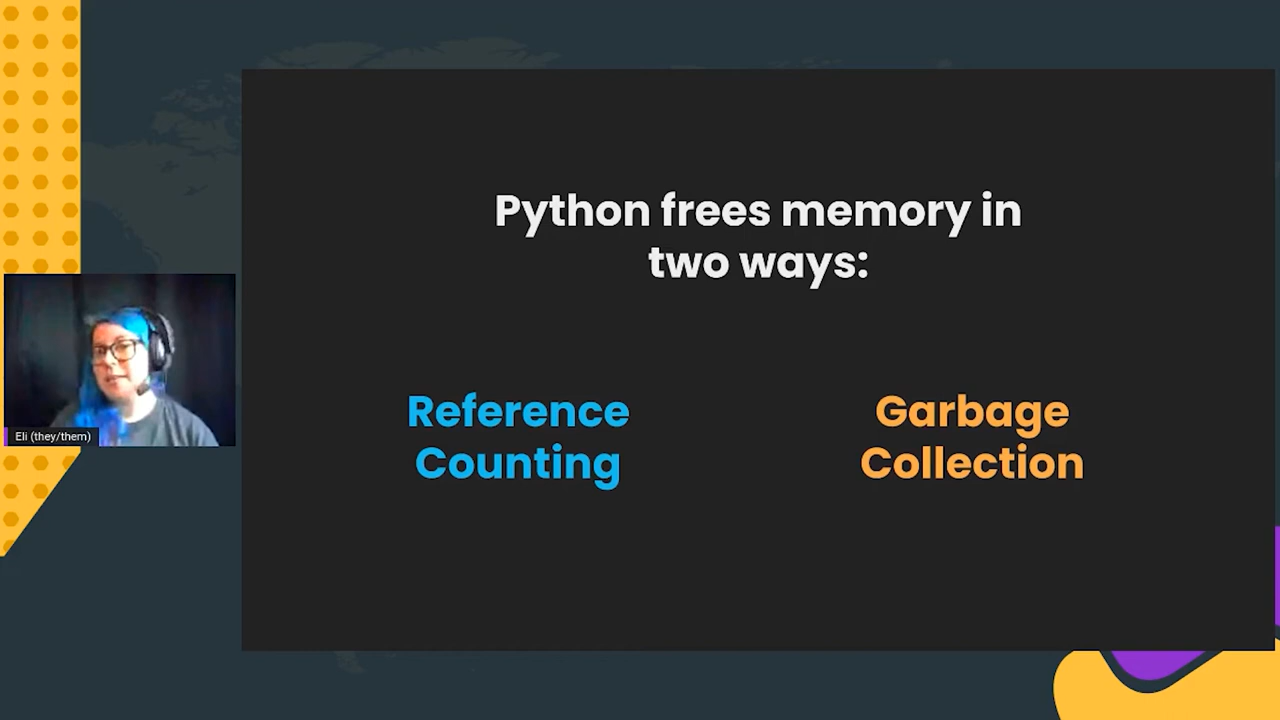 Python frees memory in
two ways:
Reference
Counting
Garbage
Collection
Eli (they/them)